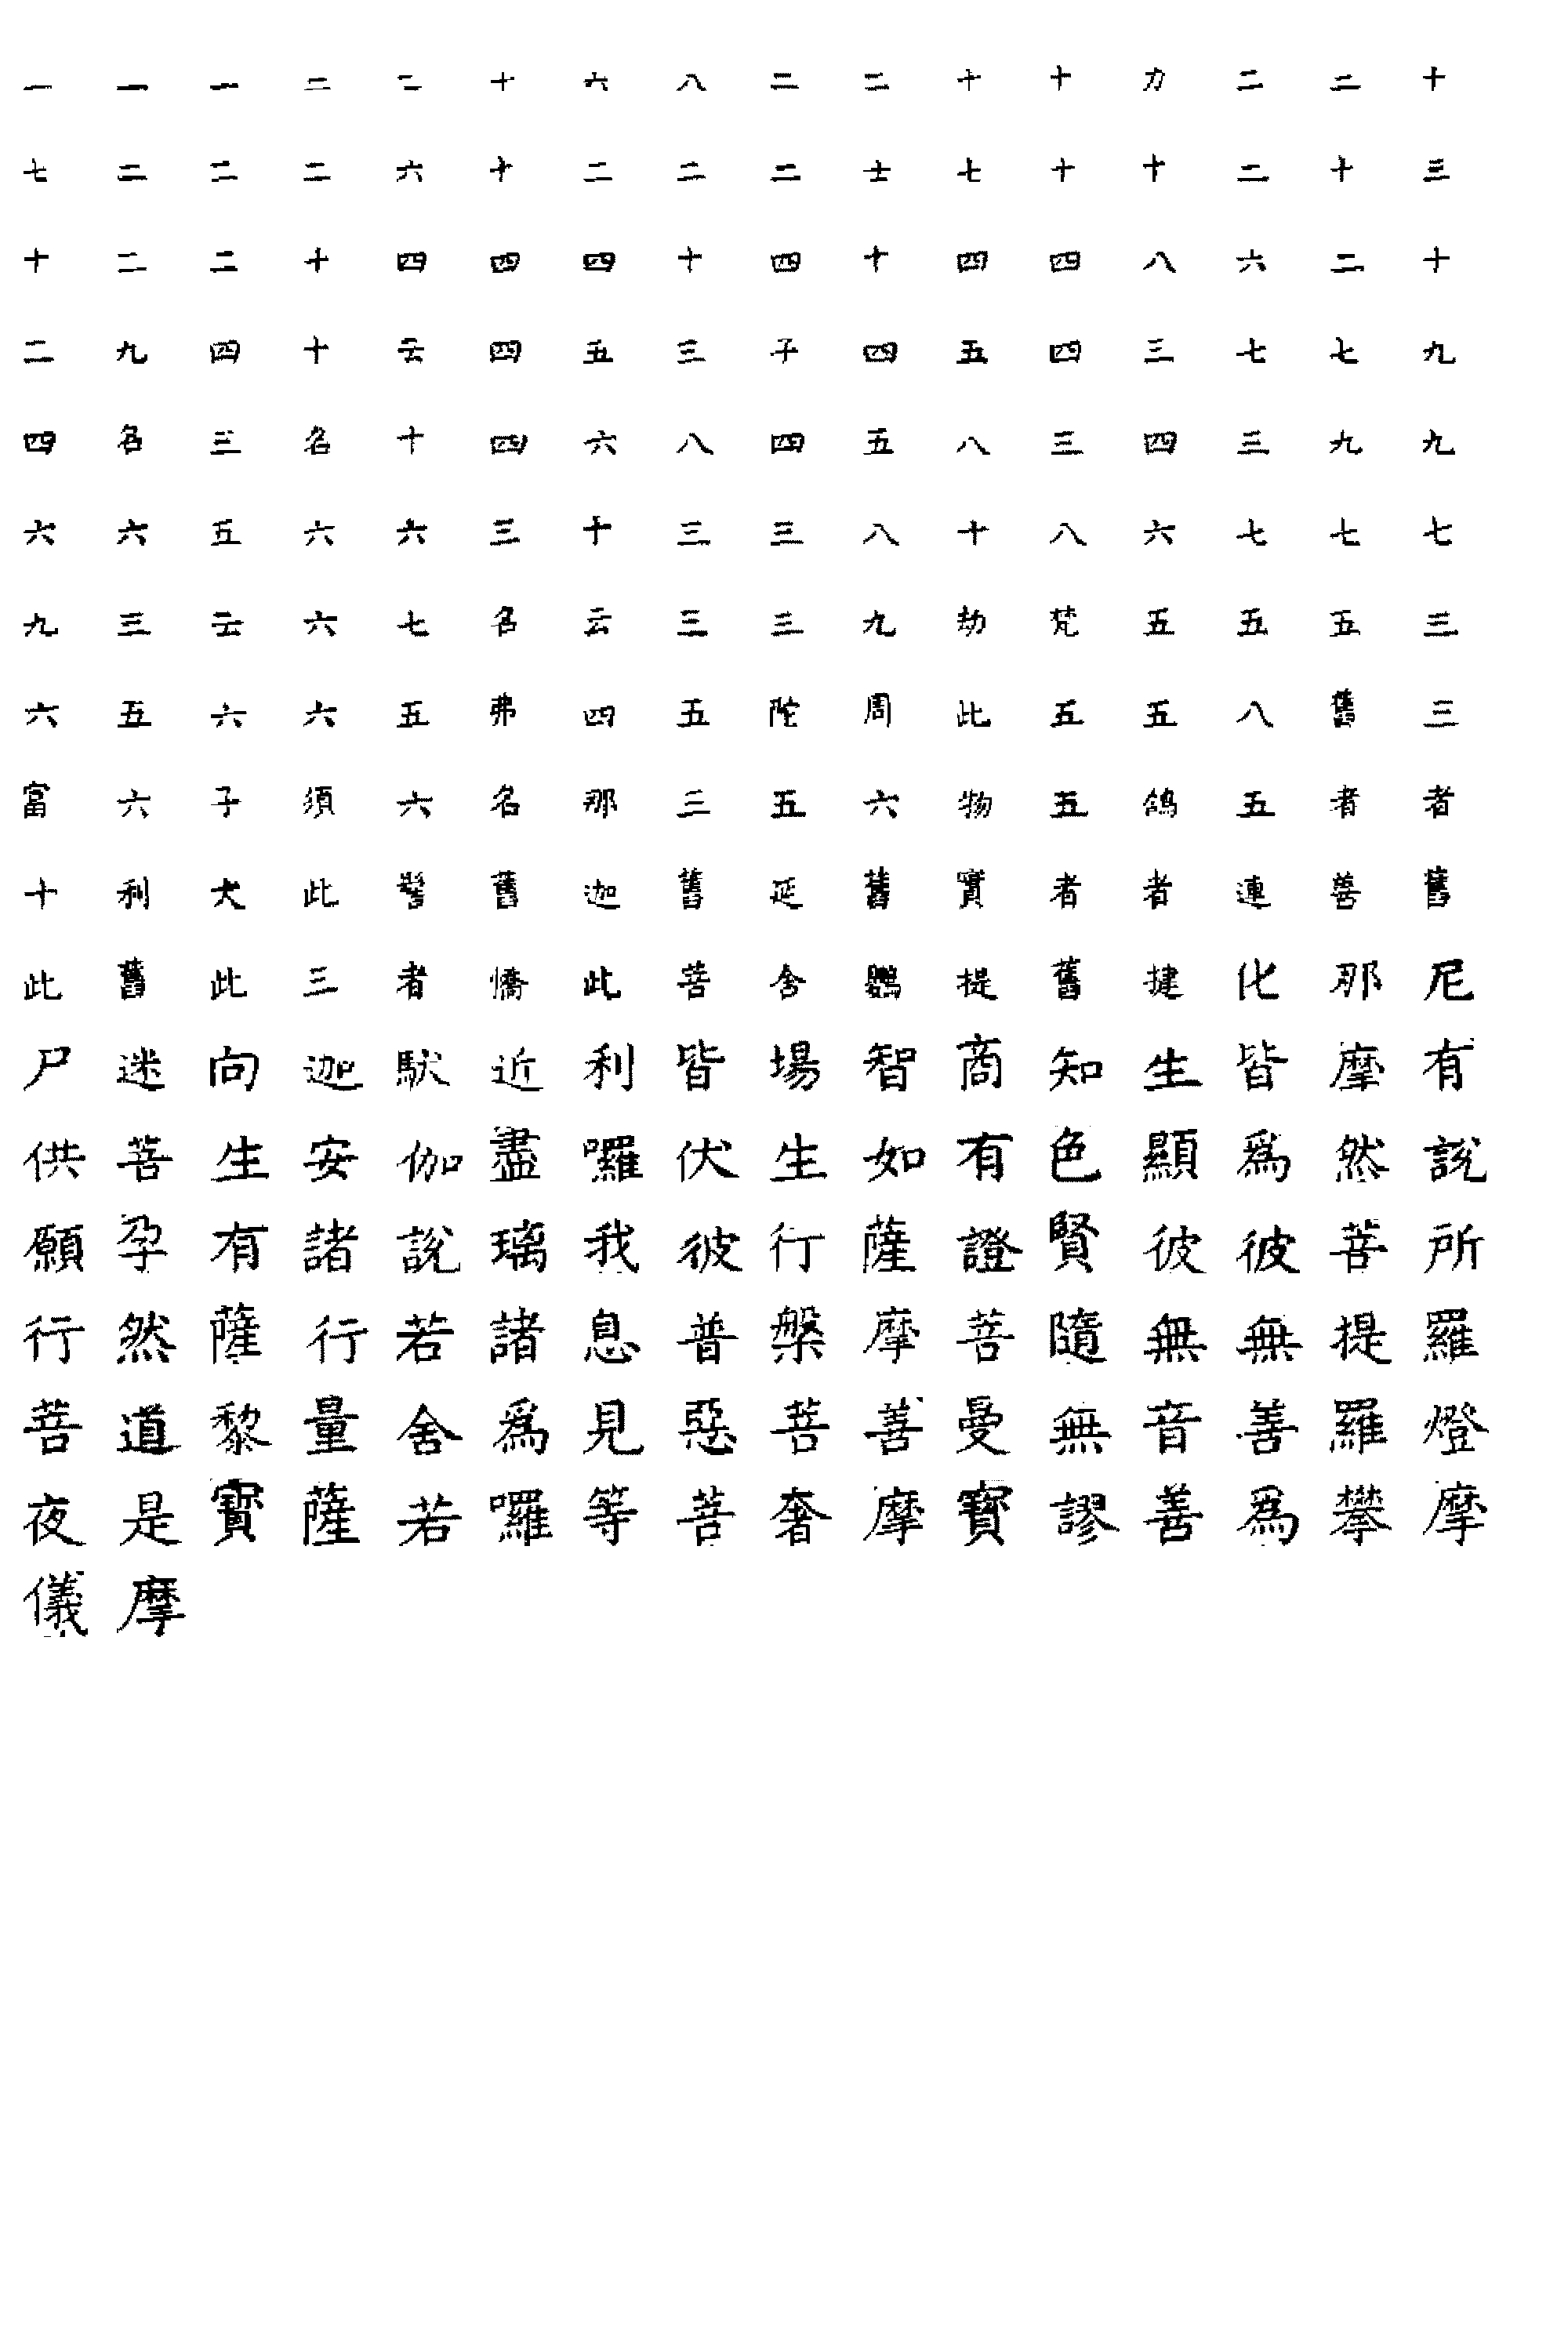 一一一二二十六八二二十十力二二十
七二二二六十二二二士七十十二十三
十二二十四四四十四十四四八六二十
二九四十云四五三子四五四三七七九
四名三名十四六八四五八三四三九九
六六五六六三十三三八十八六七七七
九三云六七名云三三九劫梵五五五三
六五六六五弗四五陀周此五五八舊三
富六子須六名那三五六物五鴿五者者
十利犬此髻舊迦舊延舊實者者連善舊
此舊此三者憍此菩舍鸚提舊揵化那尼
尸迷向迦馱近利皆場智商知生皆摩有
供菩生安伽盡囉伏生如有色顯爲然說
願孕有諸說璃我彼行薩證賢彼彼菩所
行然薩行若諸息普槃摩菩隨無無提羅
菩道黎量舍爲見惡菩善曼無音善羅燈
夜是寶薩若囉等菩奢摩寶謬善爲攀摩
儀摩